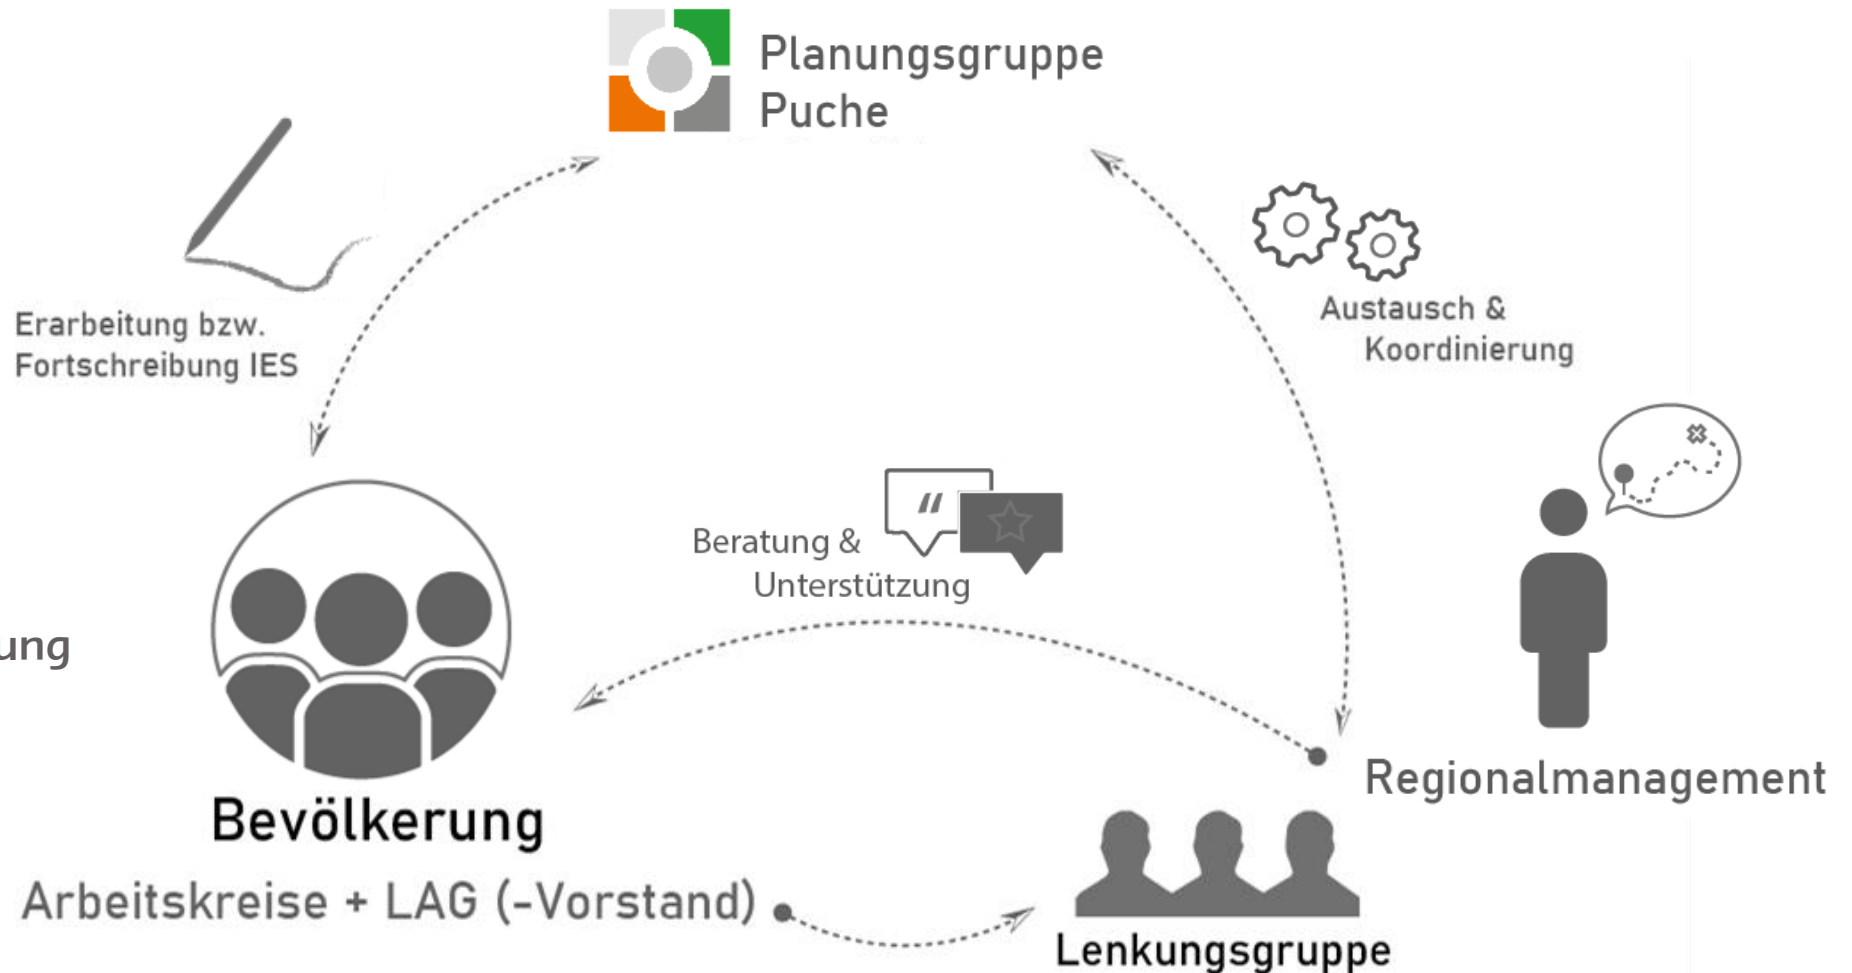 Planungsgruppe
Puche
Erarbeitung bzw.
Fortschreibung IES
Austausch &
Koordinierung
“
Beratung &
Unterstützung
ung
Regionalmanagement
Bevölkerung
Arbeitskreise + LAG (-Vorstand)
Lenkungsgruppe